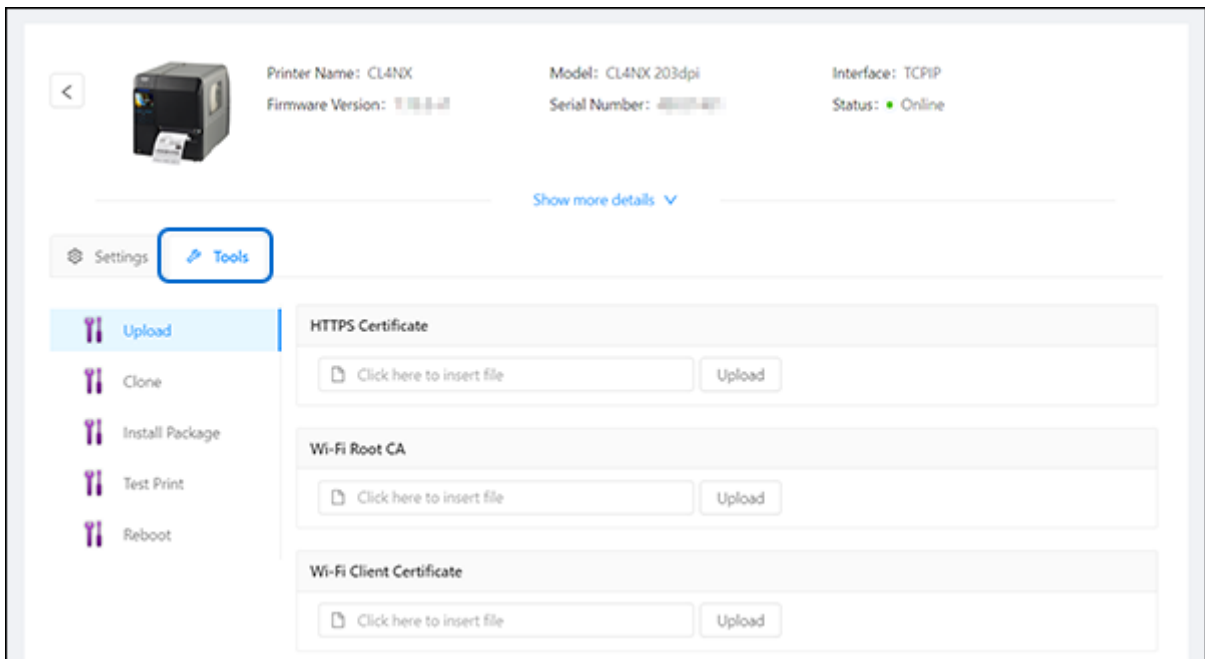 Printer Name: CL4NX Model: CL4NX 203dpi Interface: TCPIP
Firmware Version: Serial Number: Status: Online
Show more details
Settings Tools
Upload
Clone
Install Package
Test Print
Reboot
HTTPS Certificate
Click here to insert file Upload
Wi-Fi Root CA
Click here to insert file Upload
Wi-Fi Client Certificate
Click here to insert file Upload